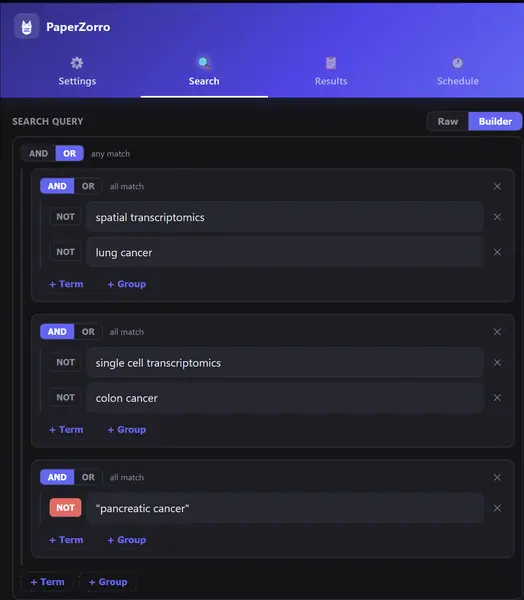 PaperZorro
Settings Search Results Schedule
SEARCH QUERY Raw Builder
AND OR any match
AND OR all match
NOT spatial transcriptomics
NOT lung cancer
+ Term + Group
AND OR all match
NOT single cell transcriptomics
NOT colon cancer
+ Term + Group
AND OR all match
NOT "pancreatic cancer"
+ Term + Group
+ Term + Group